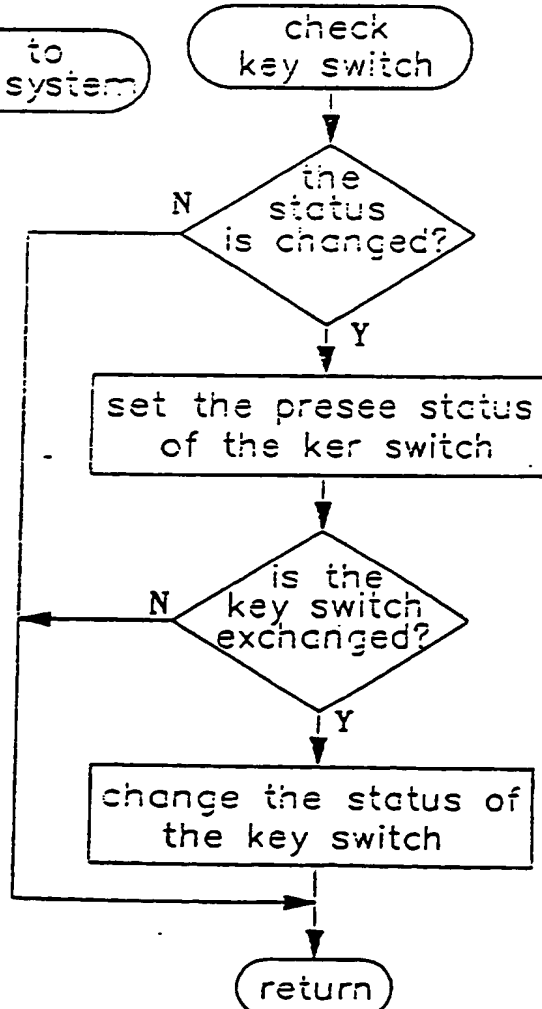 to
system
check
key switch
the
status
is changed?
N
Y
set the presee status
of the ker switch
is the
key switch
exchanged?
N
Y
change the status of
the key switch
return